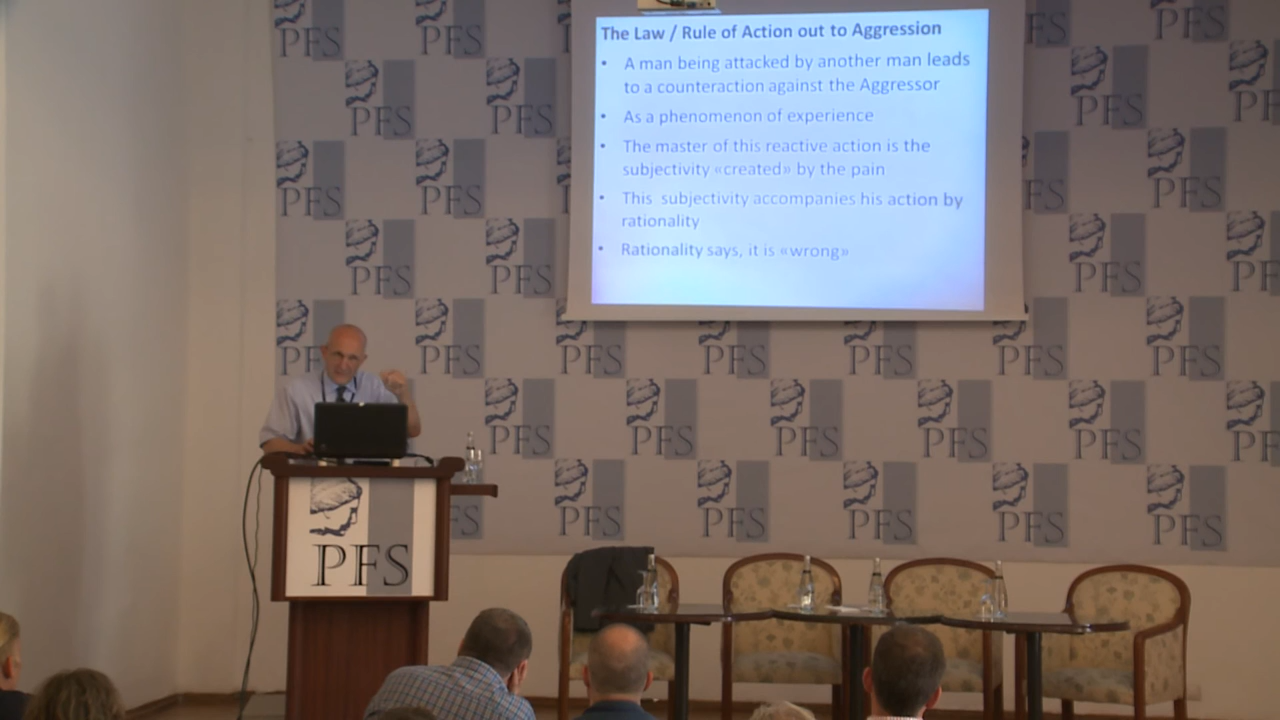 The Law / Rule of Action out to Aggression
• A man being attacked by another man leads
to a counteraction against the Aggressor
• As a phenomenon of experience
• The master of this reactive action is the
subjectivity «created» by the pain
• This subjectivity accompanies his action by
rationality
• Rationality says, it is «wrong»
PFS